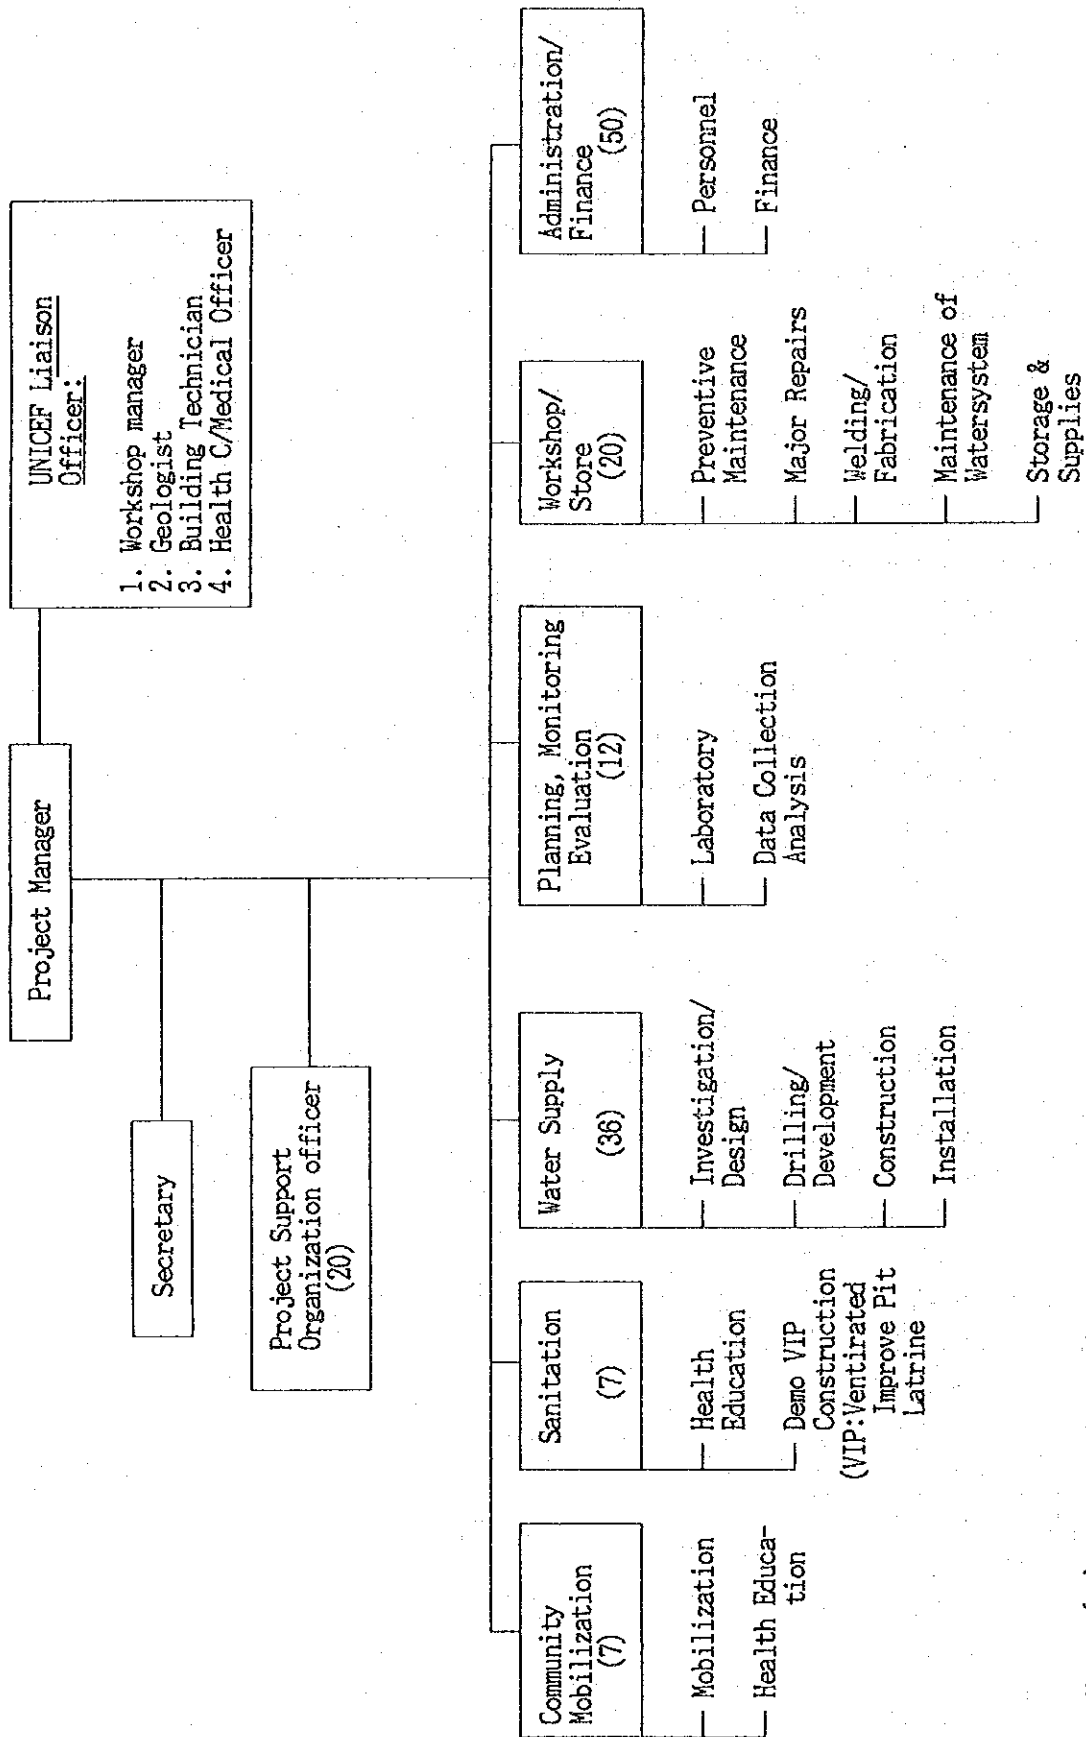 Project Manager
UNICEF Liaison
Officer:
1. Workshop manager
2. Geologist
3. Building Technician
4. Health C/Medical Officer
Secretary
Project Support
Organization officer
(20)
Community
Mobilization
(7)
Mobilization
Health Educa-
tion
Sanitation
(7)
Health
Education
Demo VIP
Construction
(VIP:Ventirated
Improve Pit
Latrine
Water Supply
(36)
Investigation/
Design
Drilling/
Development
Construction
Installation
Planning, Monitoring
Evaluation
(12)
Laboratory
Data Collection
Analysis
Workshop/
Store
(20)
Preventive
Maintenance
Major Repairs
Welding/
Fabrication
Maintenance of
Watersystem
Storage &
Supplies
Administration/
Finance
(50)
Personnel
Finance